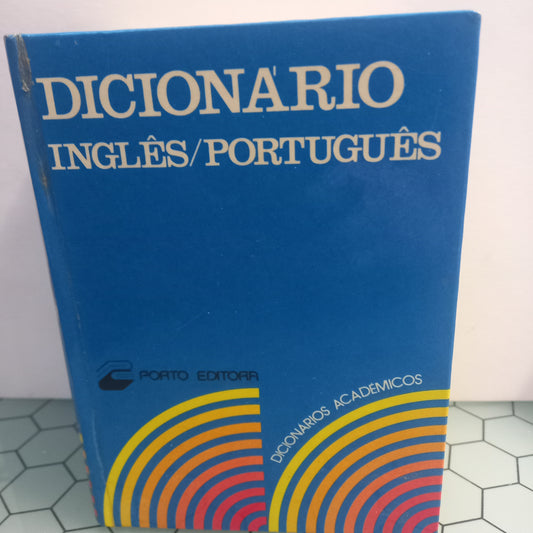 DICIONÁRIO
INGLÊS/PORTUGUÊS
PORTO EDITORA
DICIONÁRIOS ACADÉMICOS